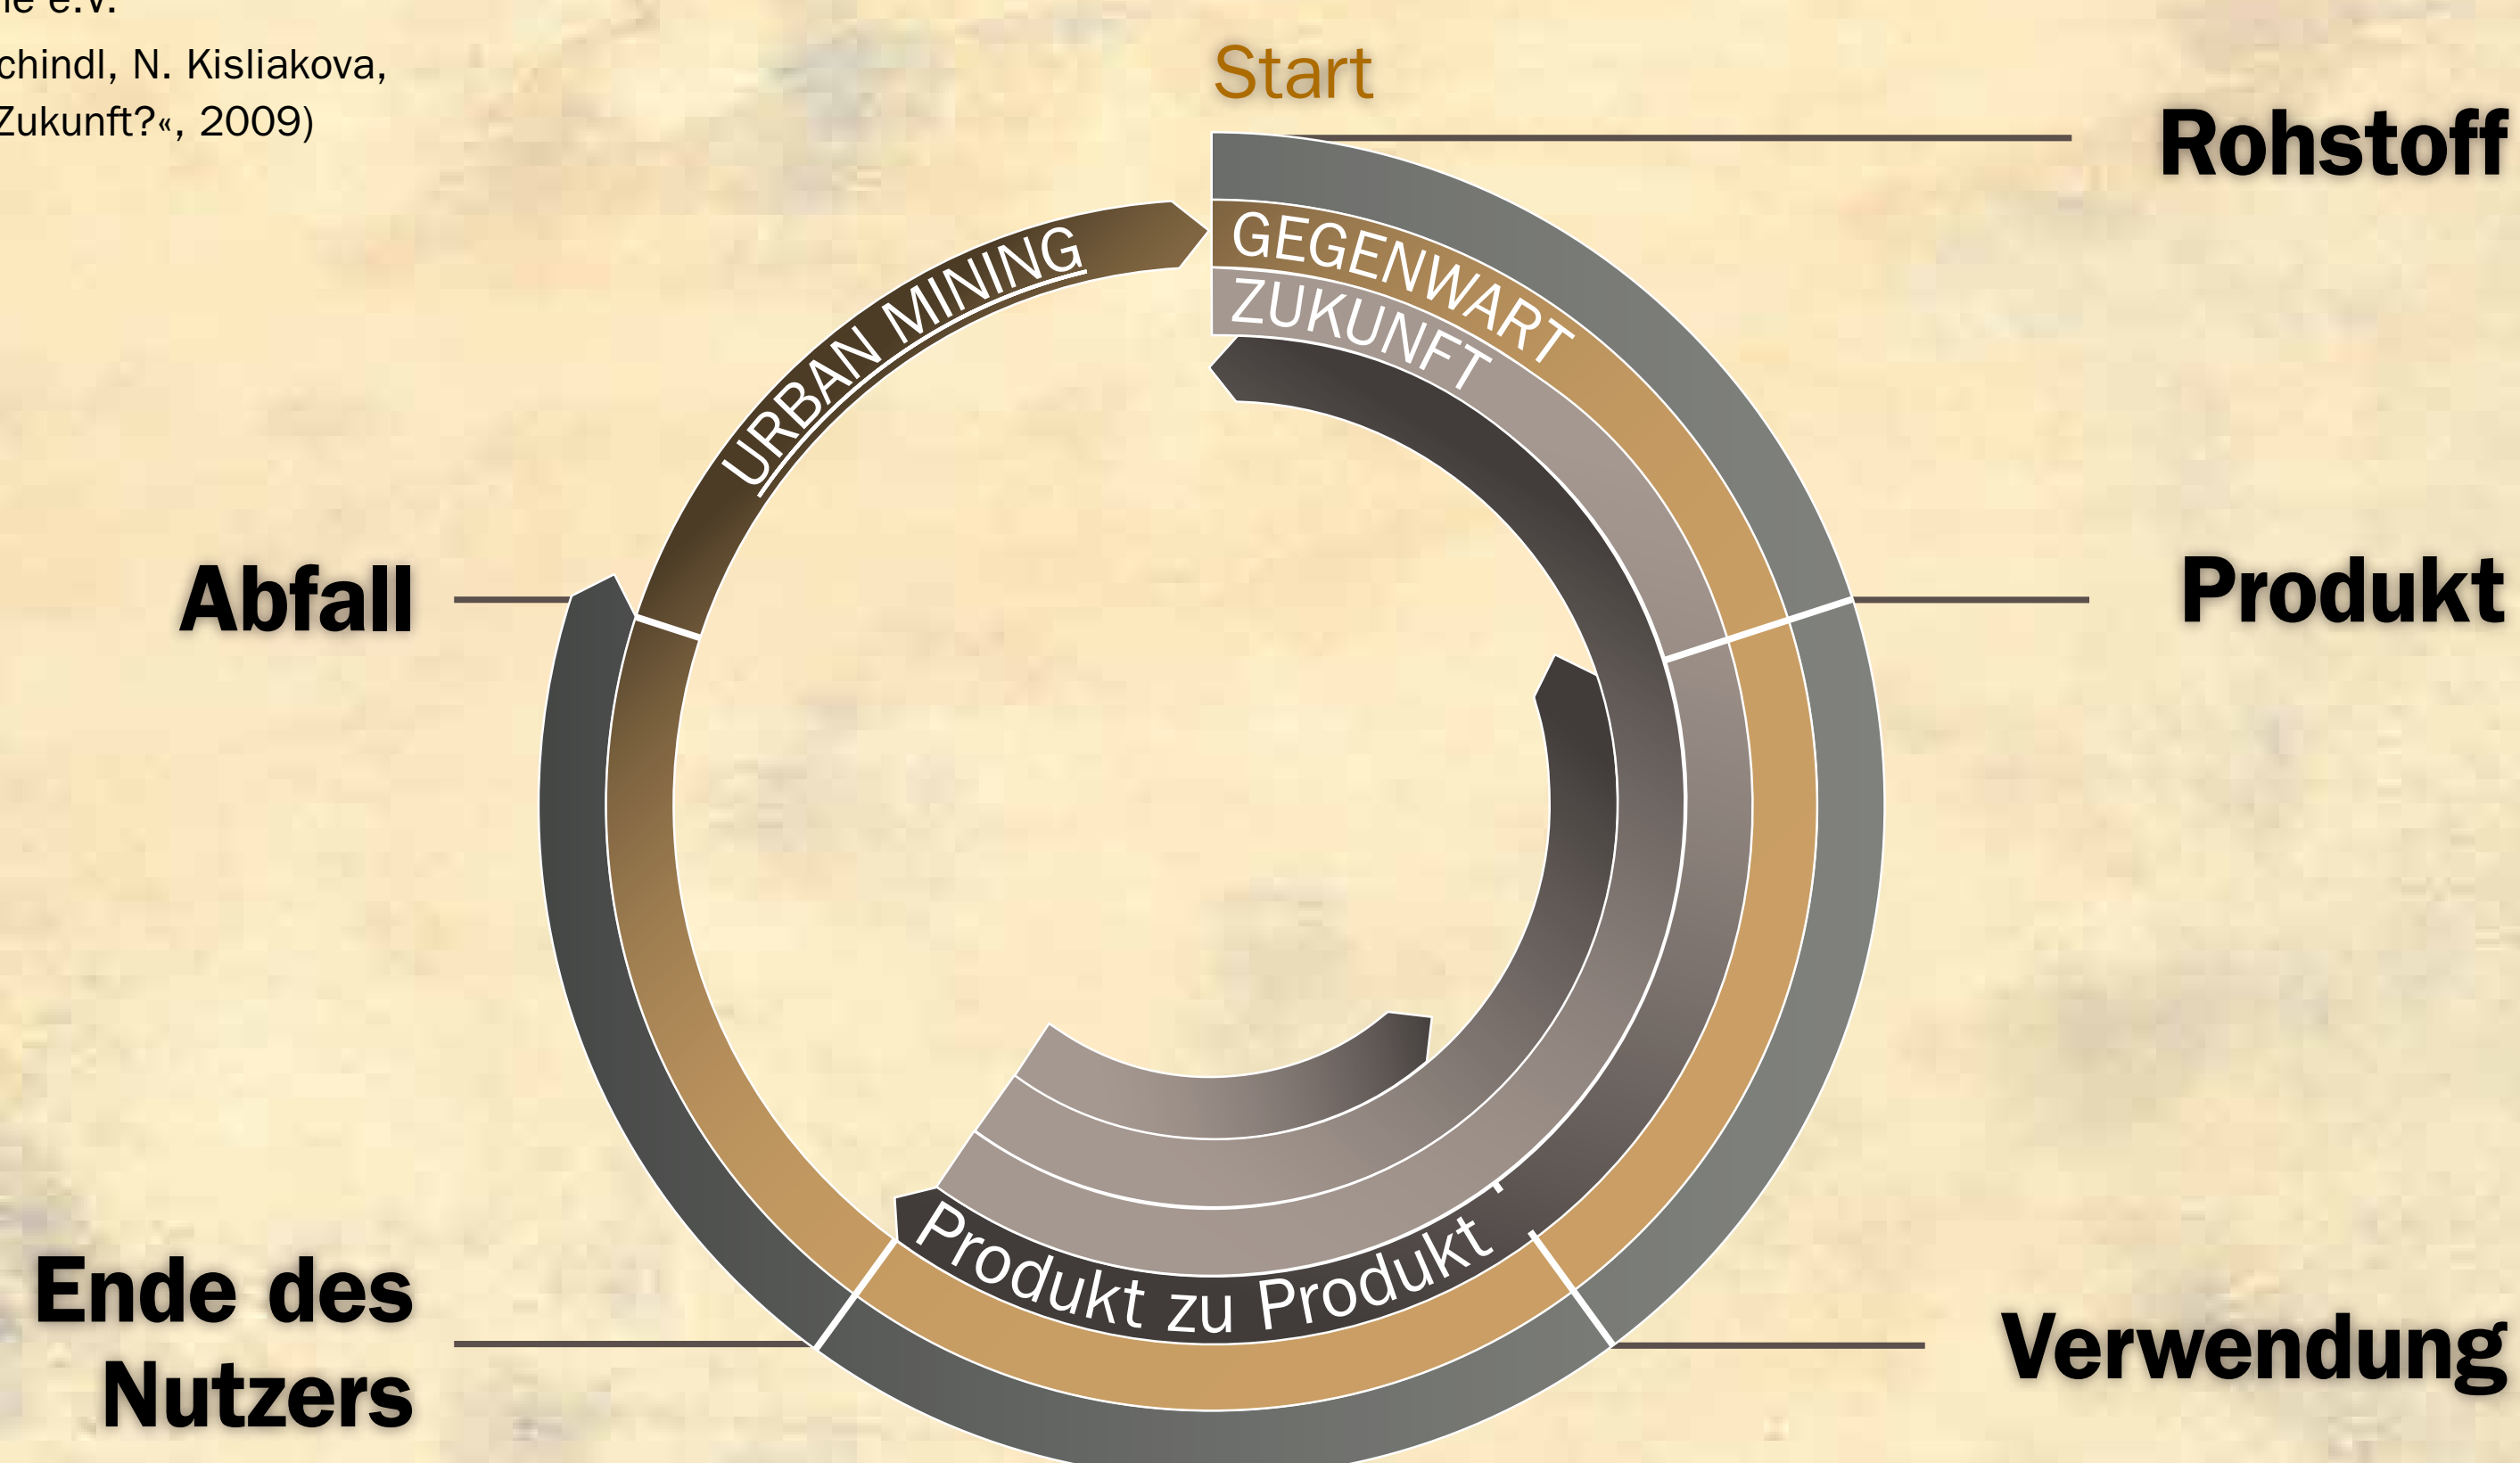 e.V.
chindl, N. Kisliakova,
Zukunft?«, 2009)
Start
Rohstoff
GEGENWART
ZUKUNFT
URBAN MINING
Abfall
Produkt
Produkt zu Produkt
Ende des
Nutzers
Verwendung